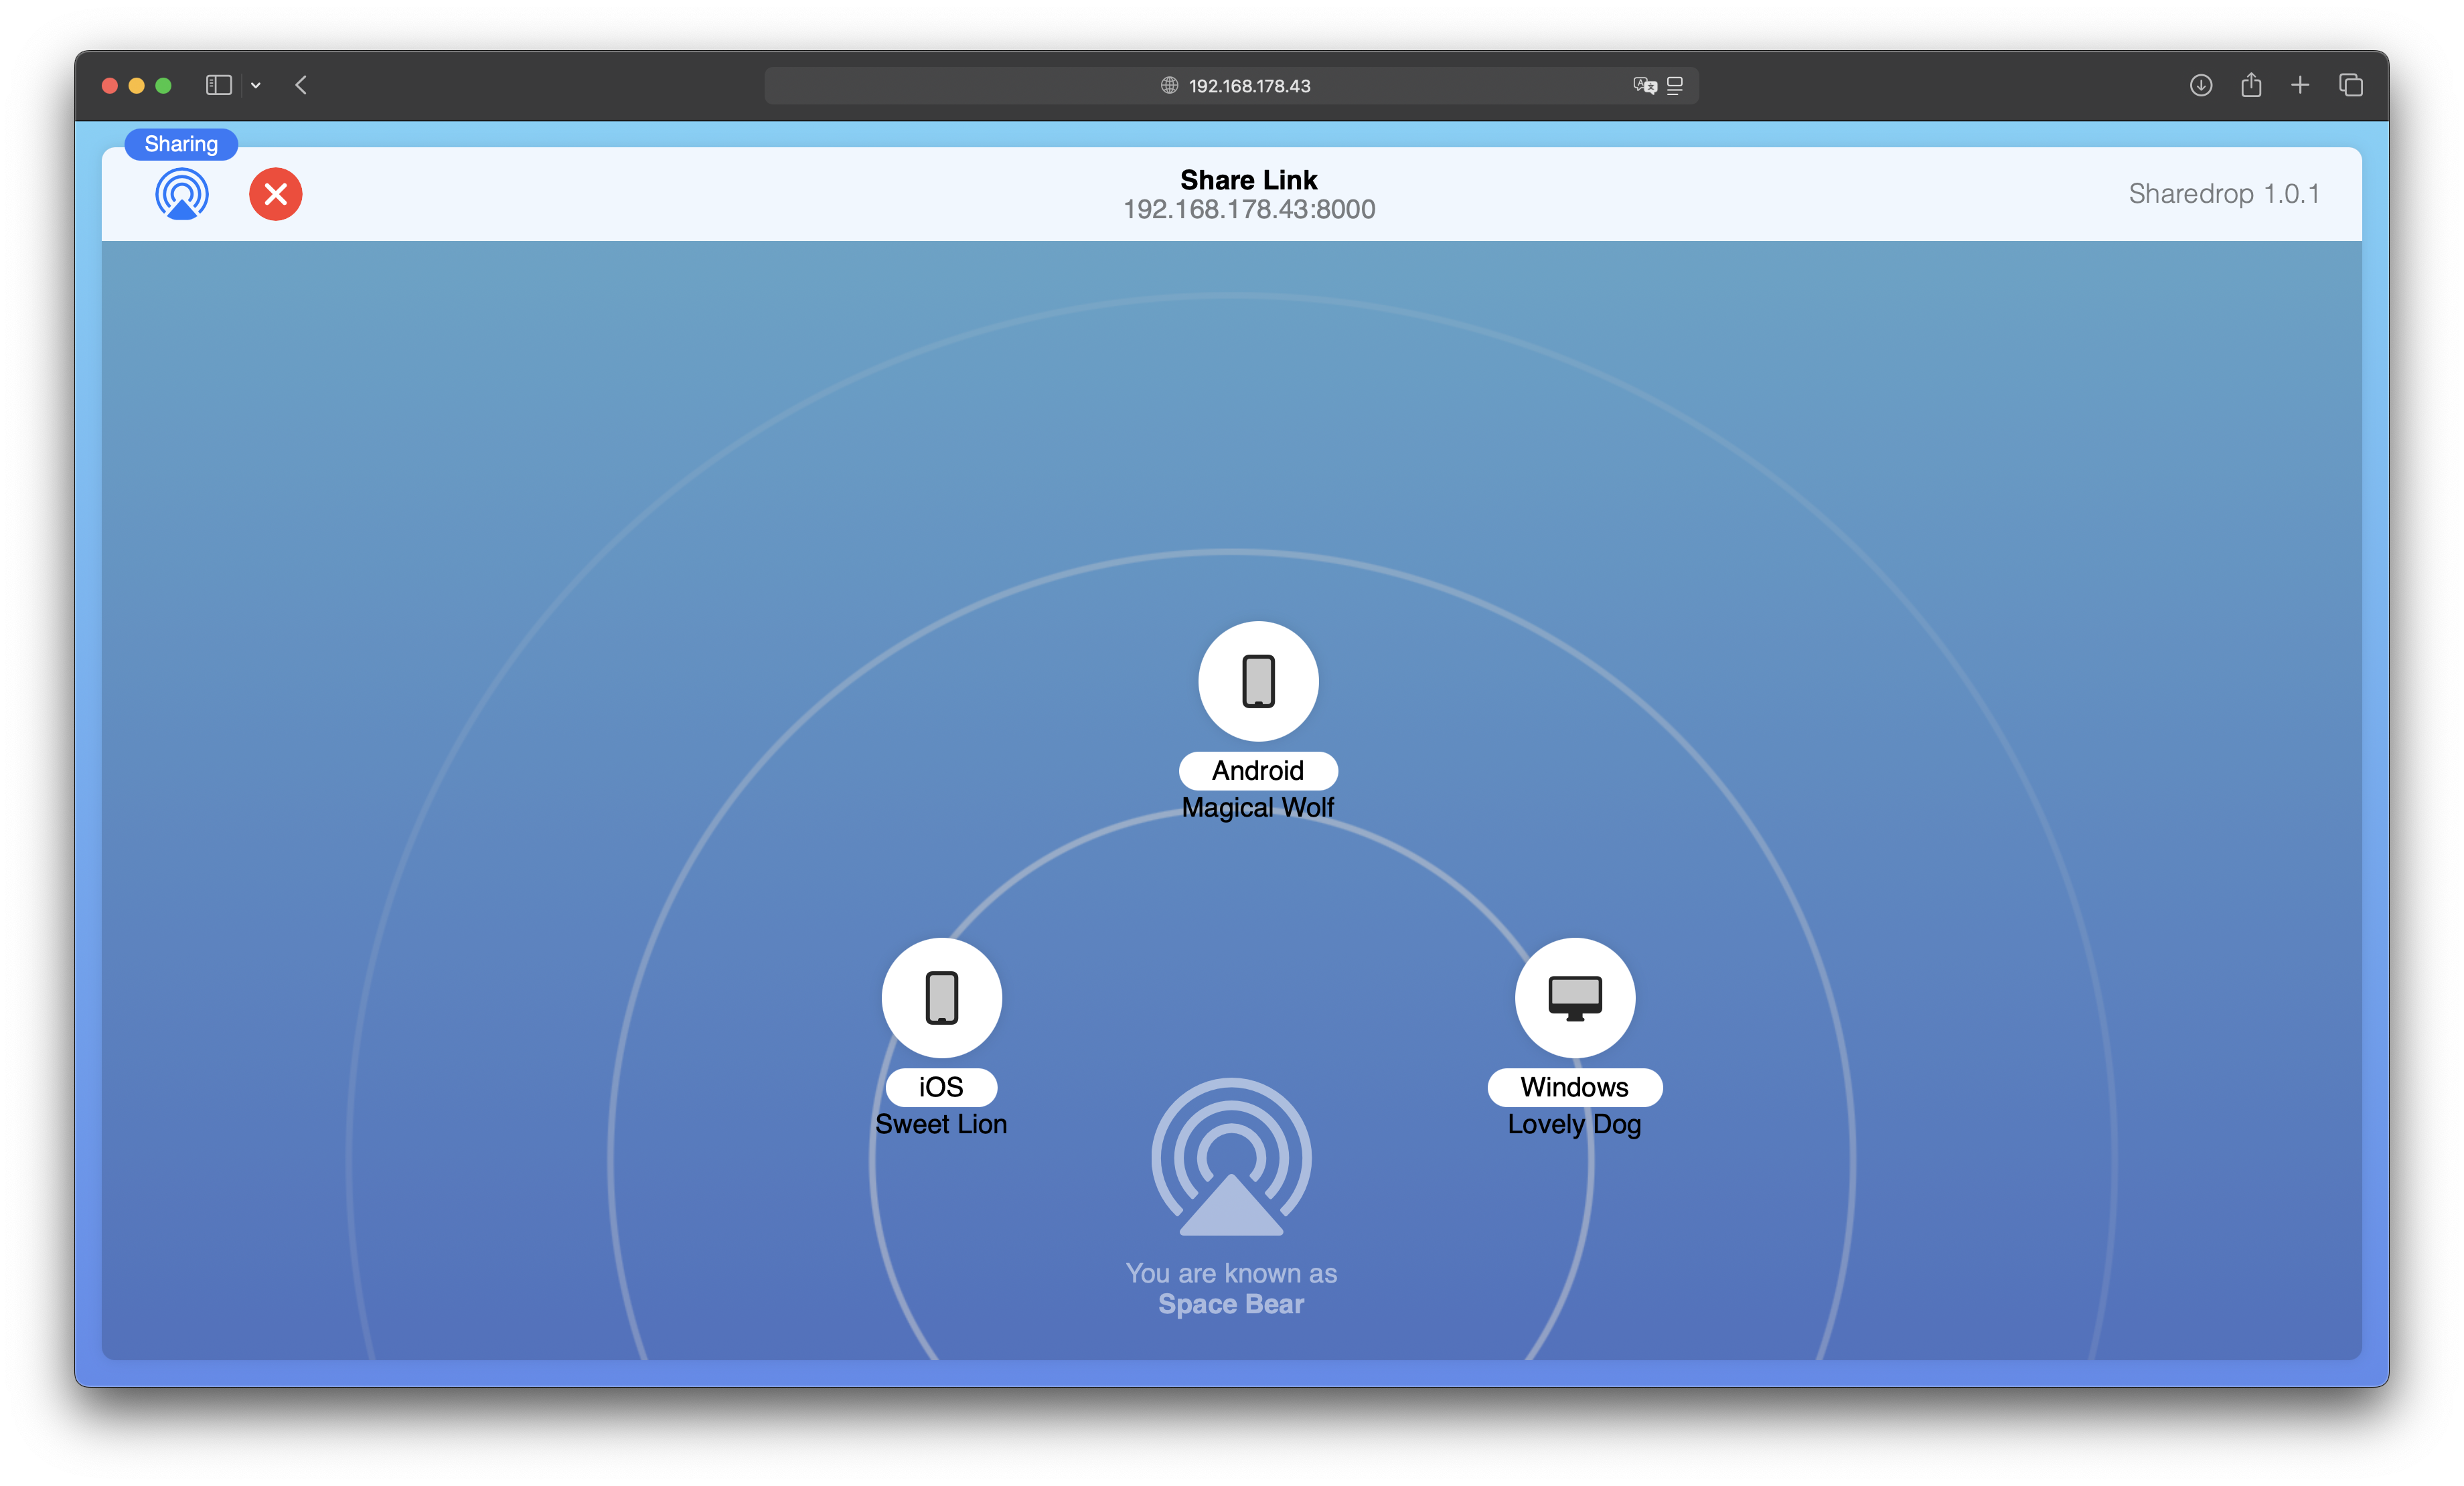 192.168.178.43
Sharing
Share Link
192.168.178.43:8000
Sharedrop 1.0.1
Android
Magical Wolf
iOS
Sweet Lion
Windows
Lovely Dog
You are known as
Space Bear